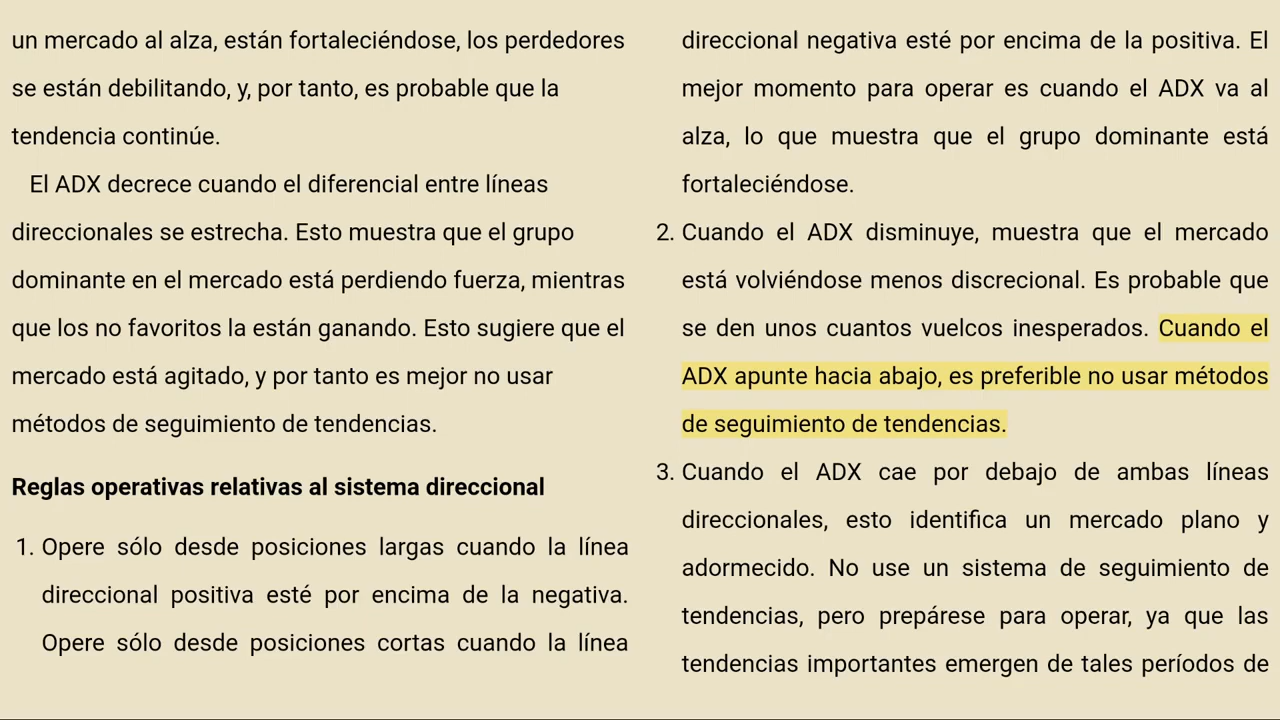 un mercado al alza, están fortaleciéndose, los perdedores
se están debilitando, y, por tanto, es probable que la
tendencia continúe.
El ADX decrece cuando el diferencial entre líneas
direccionales se estrecha. Esto muestra que el grupo
dominante en el mercado está perdiendo fuerza, mientras
que los no favoritos la están ganando. Esto sugiere que el
mercado está agitado, y por tanto es mejor no usar
métodos de seguimiento de tendencias.
Reglas operativas relativas al sistema direccional
1. Opere sólo desde posiciones largas cuando la línea
direccional positiva esté por encima de la negativa.
Opere sólo desde posiciones cortas cuando la línea
direccional negativa esté por encima de la positiva. El
mejor momento para operar es cuando el ADX va al
alza, lo que muestra que el grupo dominante está
fortaleciéndose.
2. Cuando el ADX disminuye, muestra que el mercado
está volviéndose menos discrecional. Es probable que
se den unos cuantos vuelcos inesperados. Cuando el
ADX apunte hacia abajo, es preferible no usar métodos
de seguimiento de tendencias.
3. Cuando el ADX cae por debajo de ambas líneas
direccionales, esto identifica un mercado plano y
adormecido. No use un sistema de seguimiento de
tendencias, pero prepárese para operar, ya que las
tendencias importantes emergen de tales períodos de